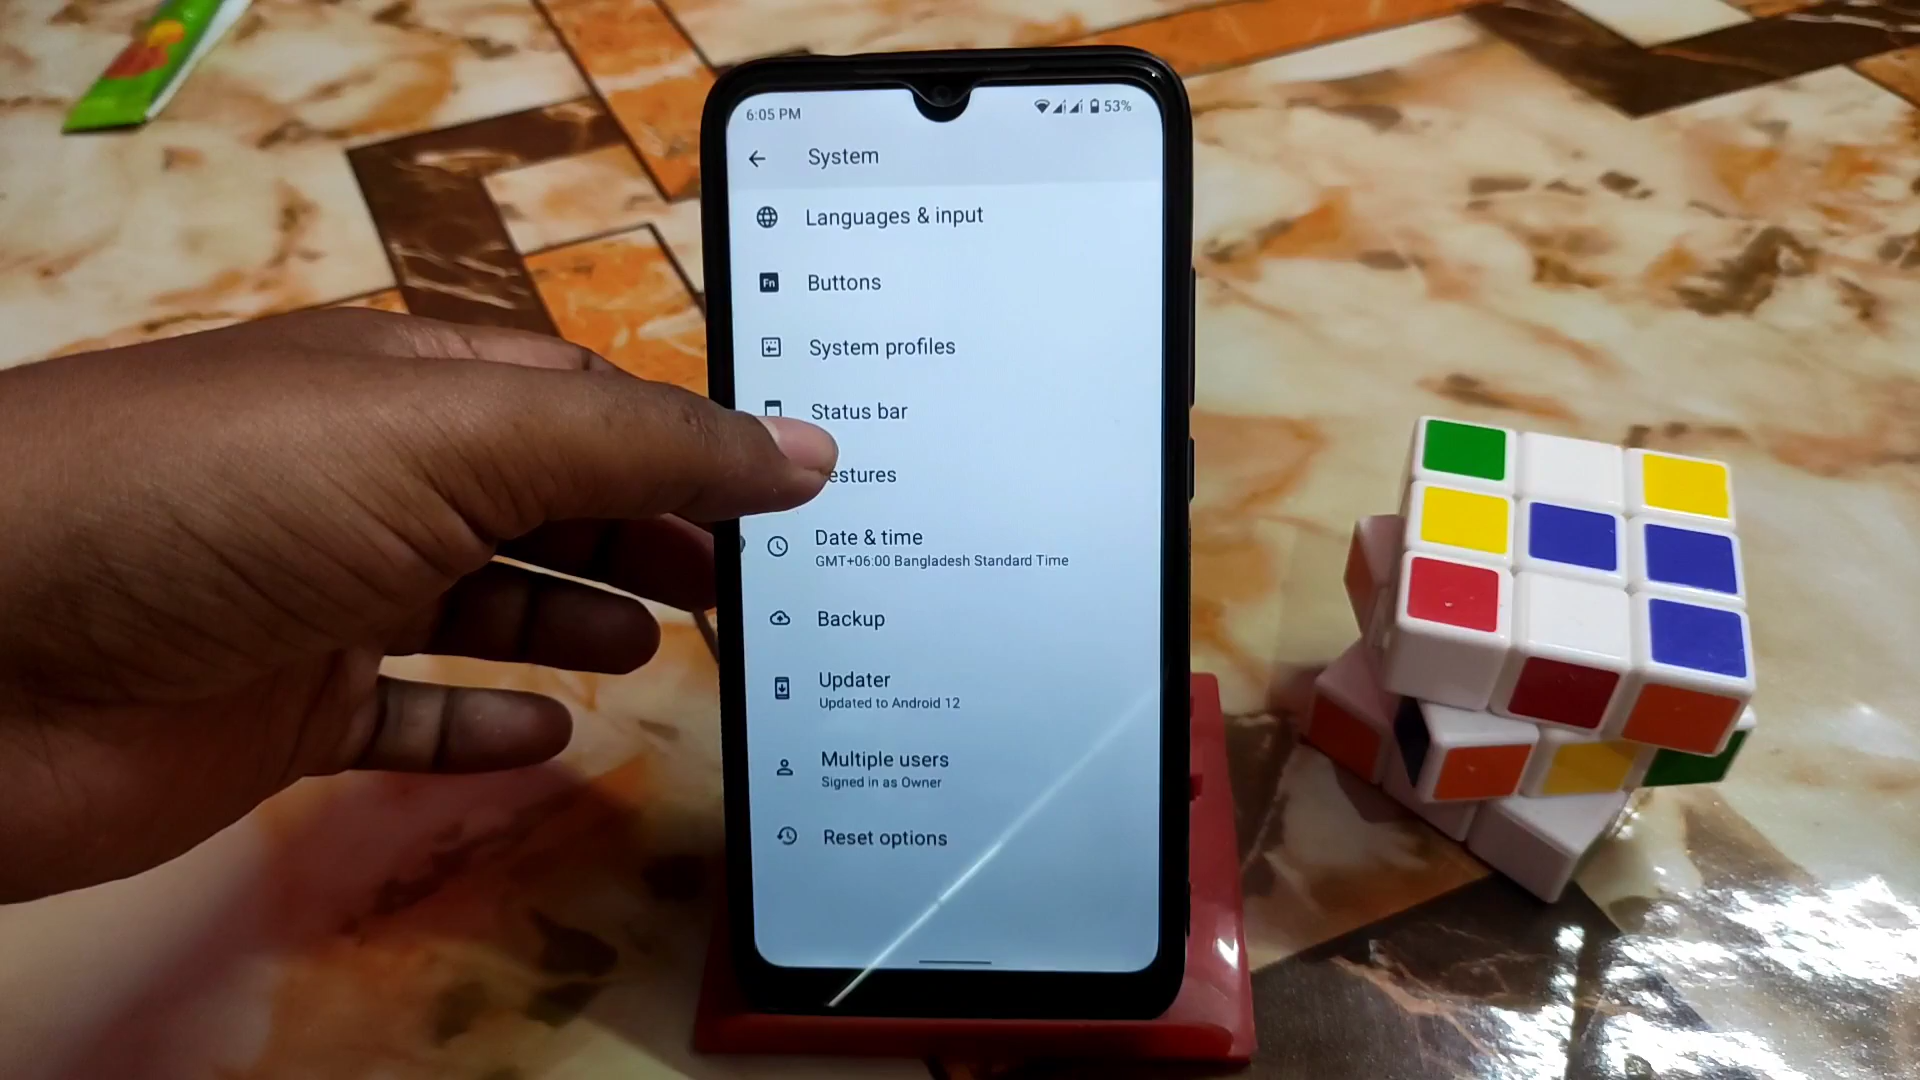 6:05 PM
53%
System
Languages & input
Fn
Buttons
System profiles
Status bar
estures
Date & time
GMT+06:00 Bangladesh Standard Time
Backup
Updater
Updated to Android 12
Multiple users
Signed in as Owner
Reset options